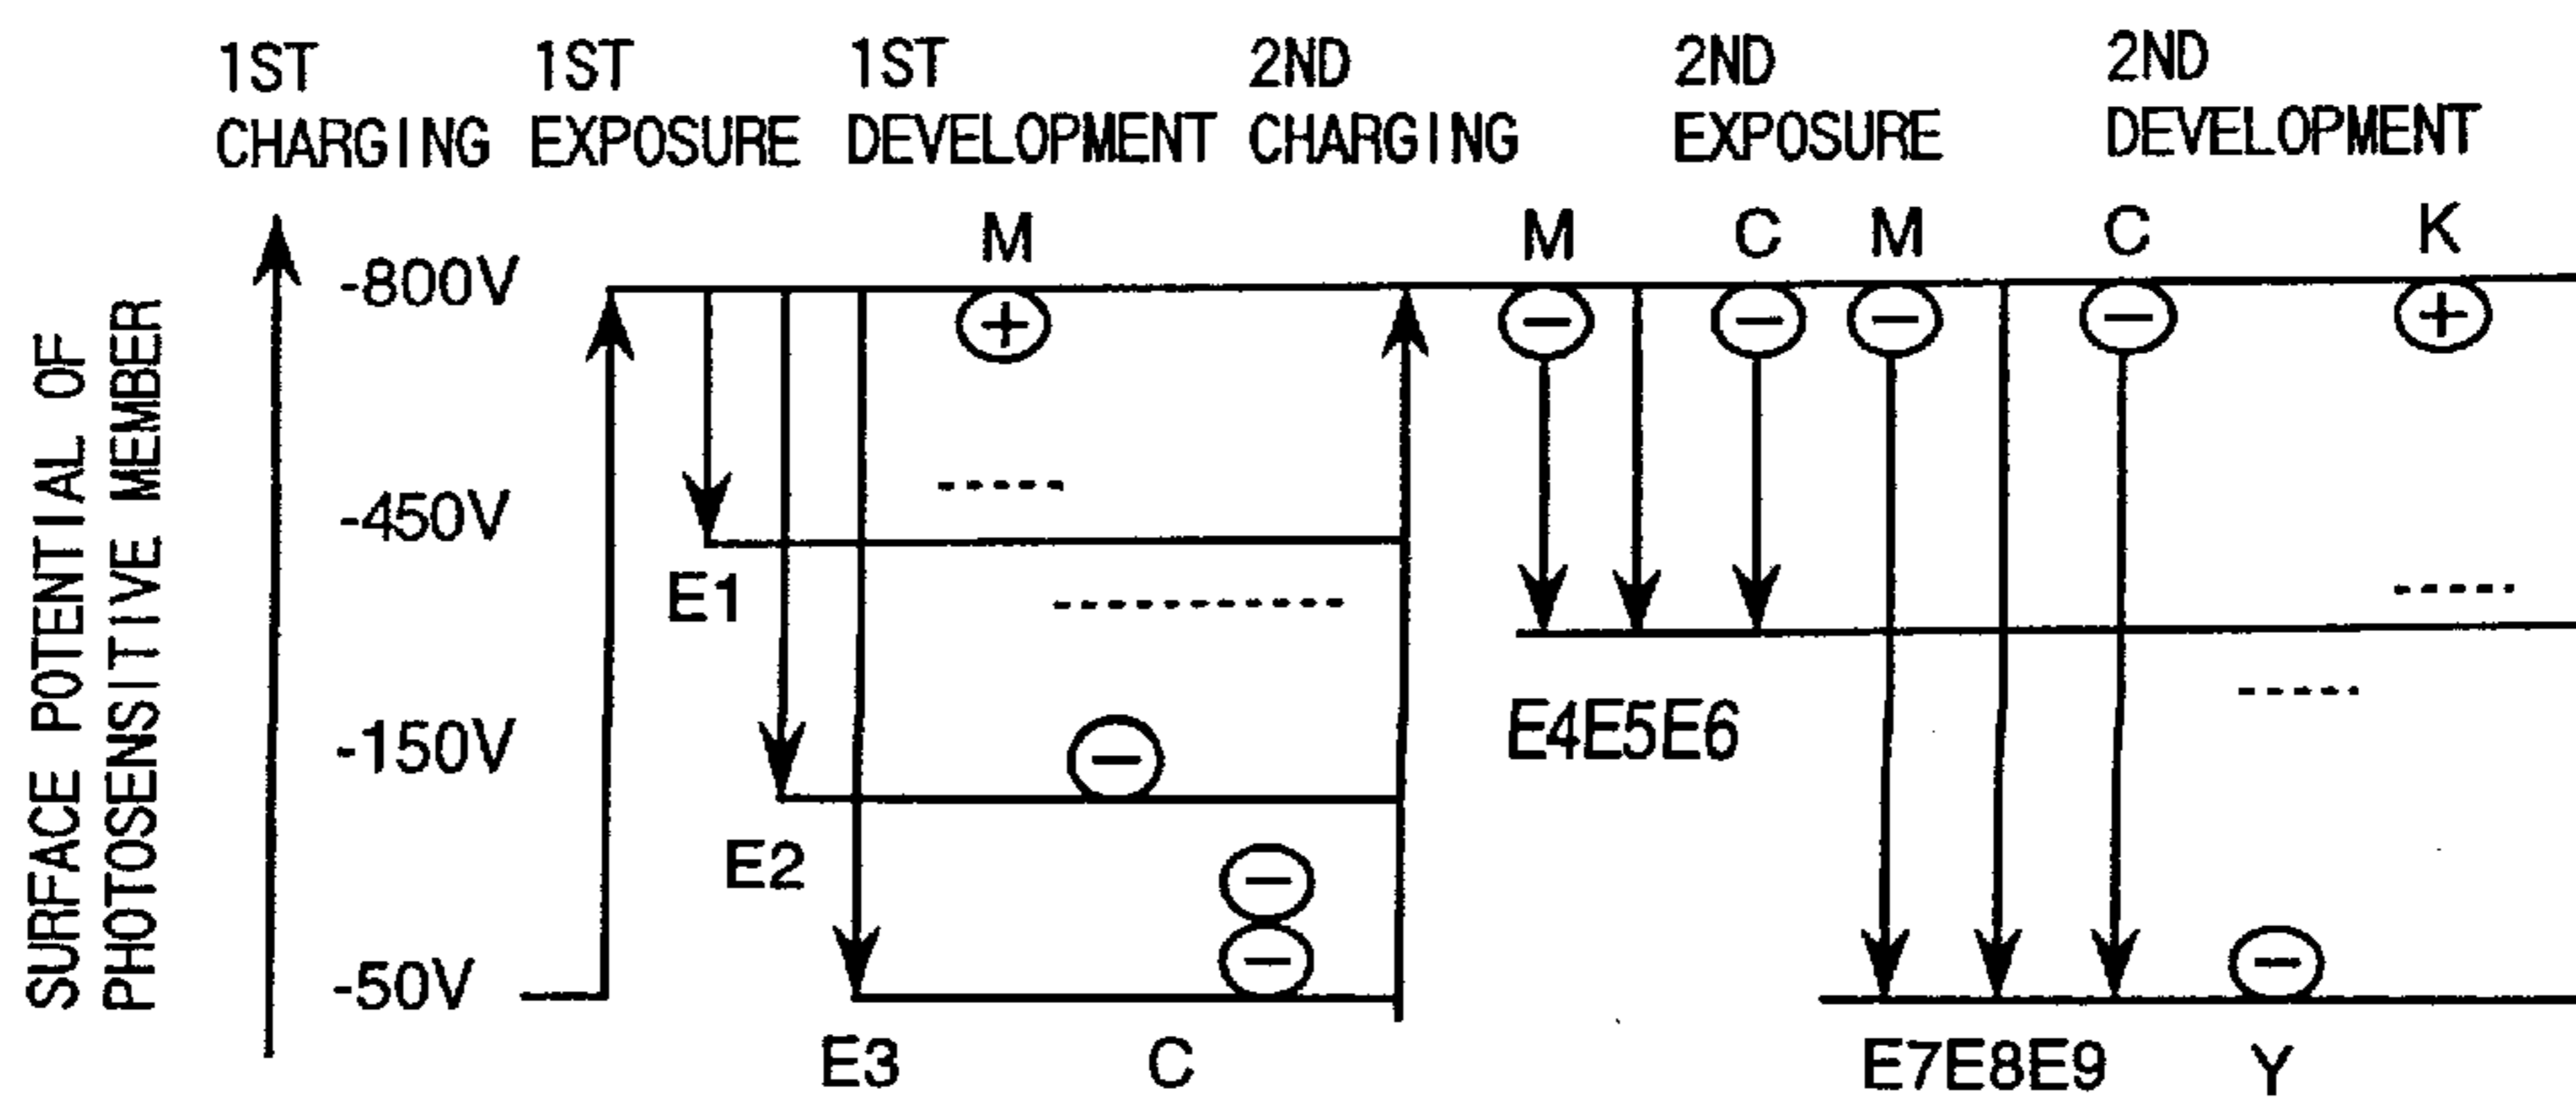 1ST 1ST 1ST 2ND 2ND 2ND
CHARGING EXPOSURE DEVELOPMENT CHARGING EXPOSURE DEVELOPMENT
M M C M C K
-800V
+ - - - - +
SURFACE POTENTIAL OF
PHOTOSENSITIVE MEMBER
-450V
E1
-150V
-
E4E5E6
E2
-
-
-50V
-
E3 C E7E8E9 Y